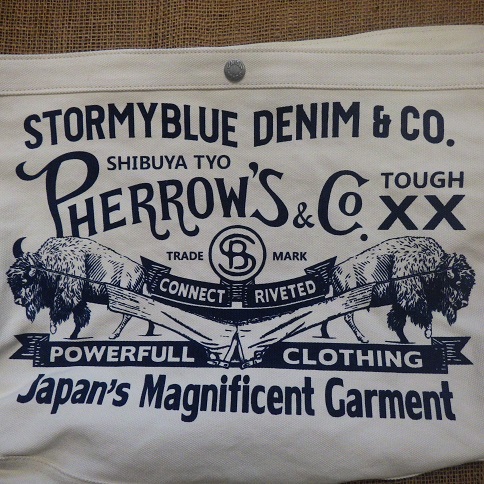 STORMYBLUE DENIM & CO.
SHIBUYA TYO
PHERROW'S & Co.
TOUGH
XX
TRADE SB MARK
CONNECT RIVETED
POWERFULL CLOTHING
Japan's Magnificent Garment